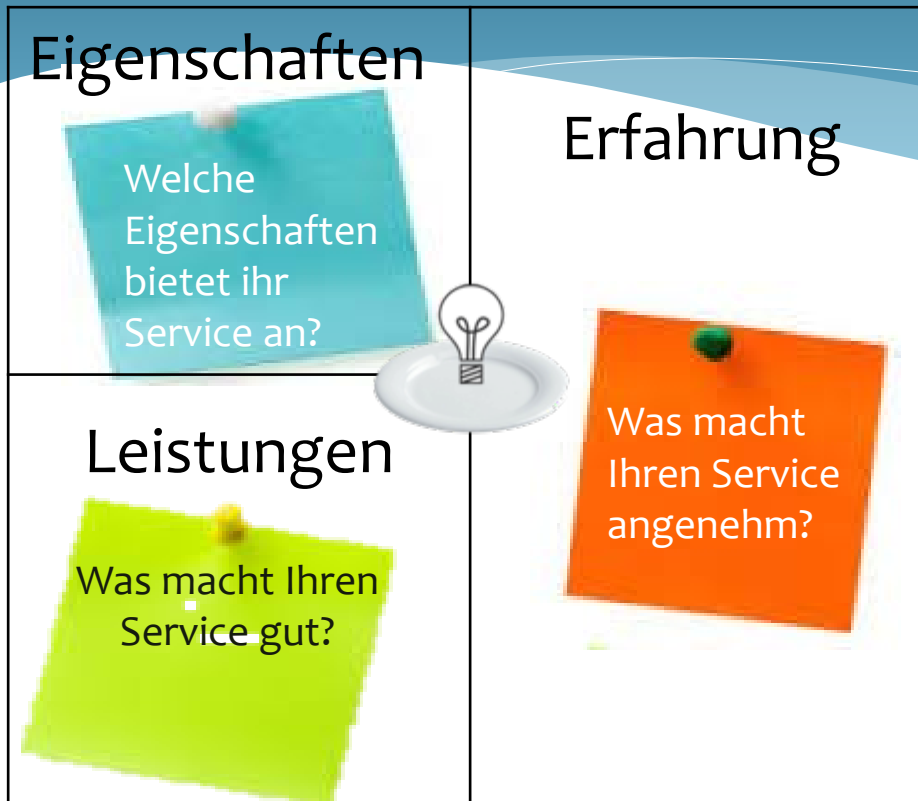 Eigenschaften
Welche
Eigenschaften
bietet ihr
Service an?
Leistungen
Was macht Ihren
Service gut?
Erfahrung
Was macht
Ihren Service
angenehm?